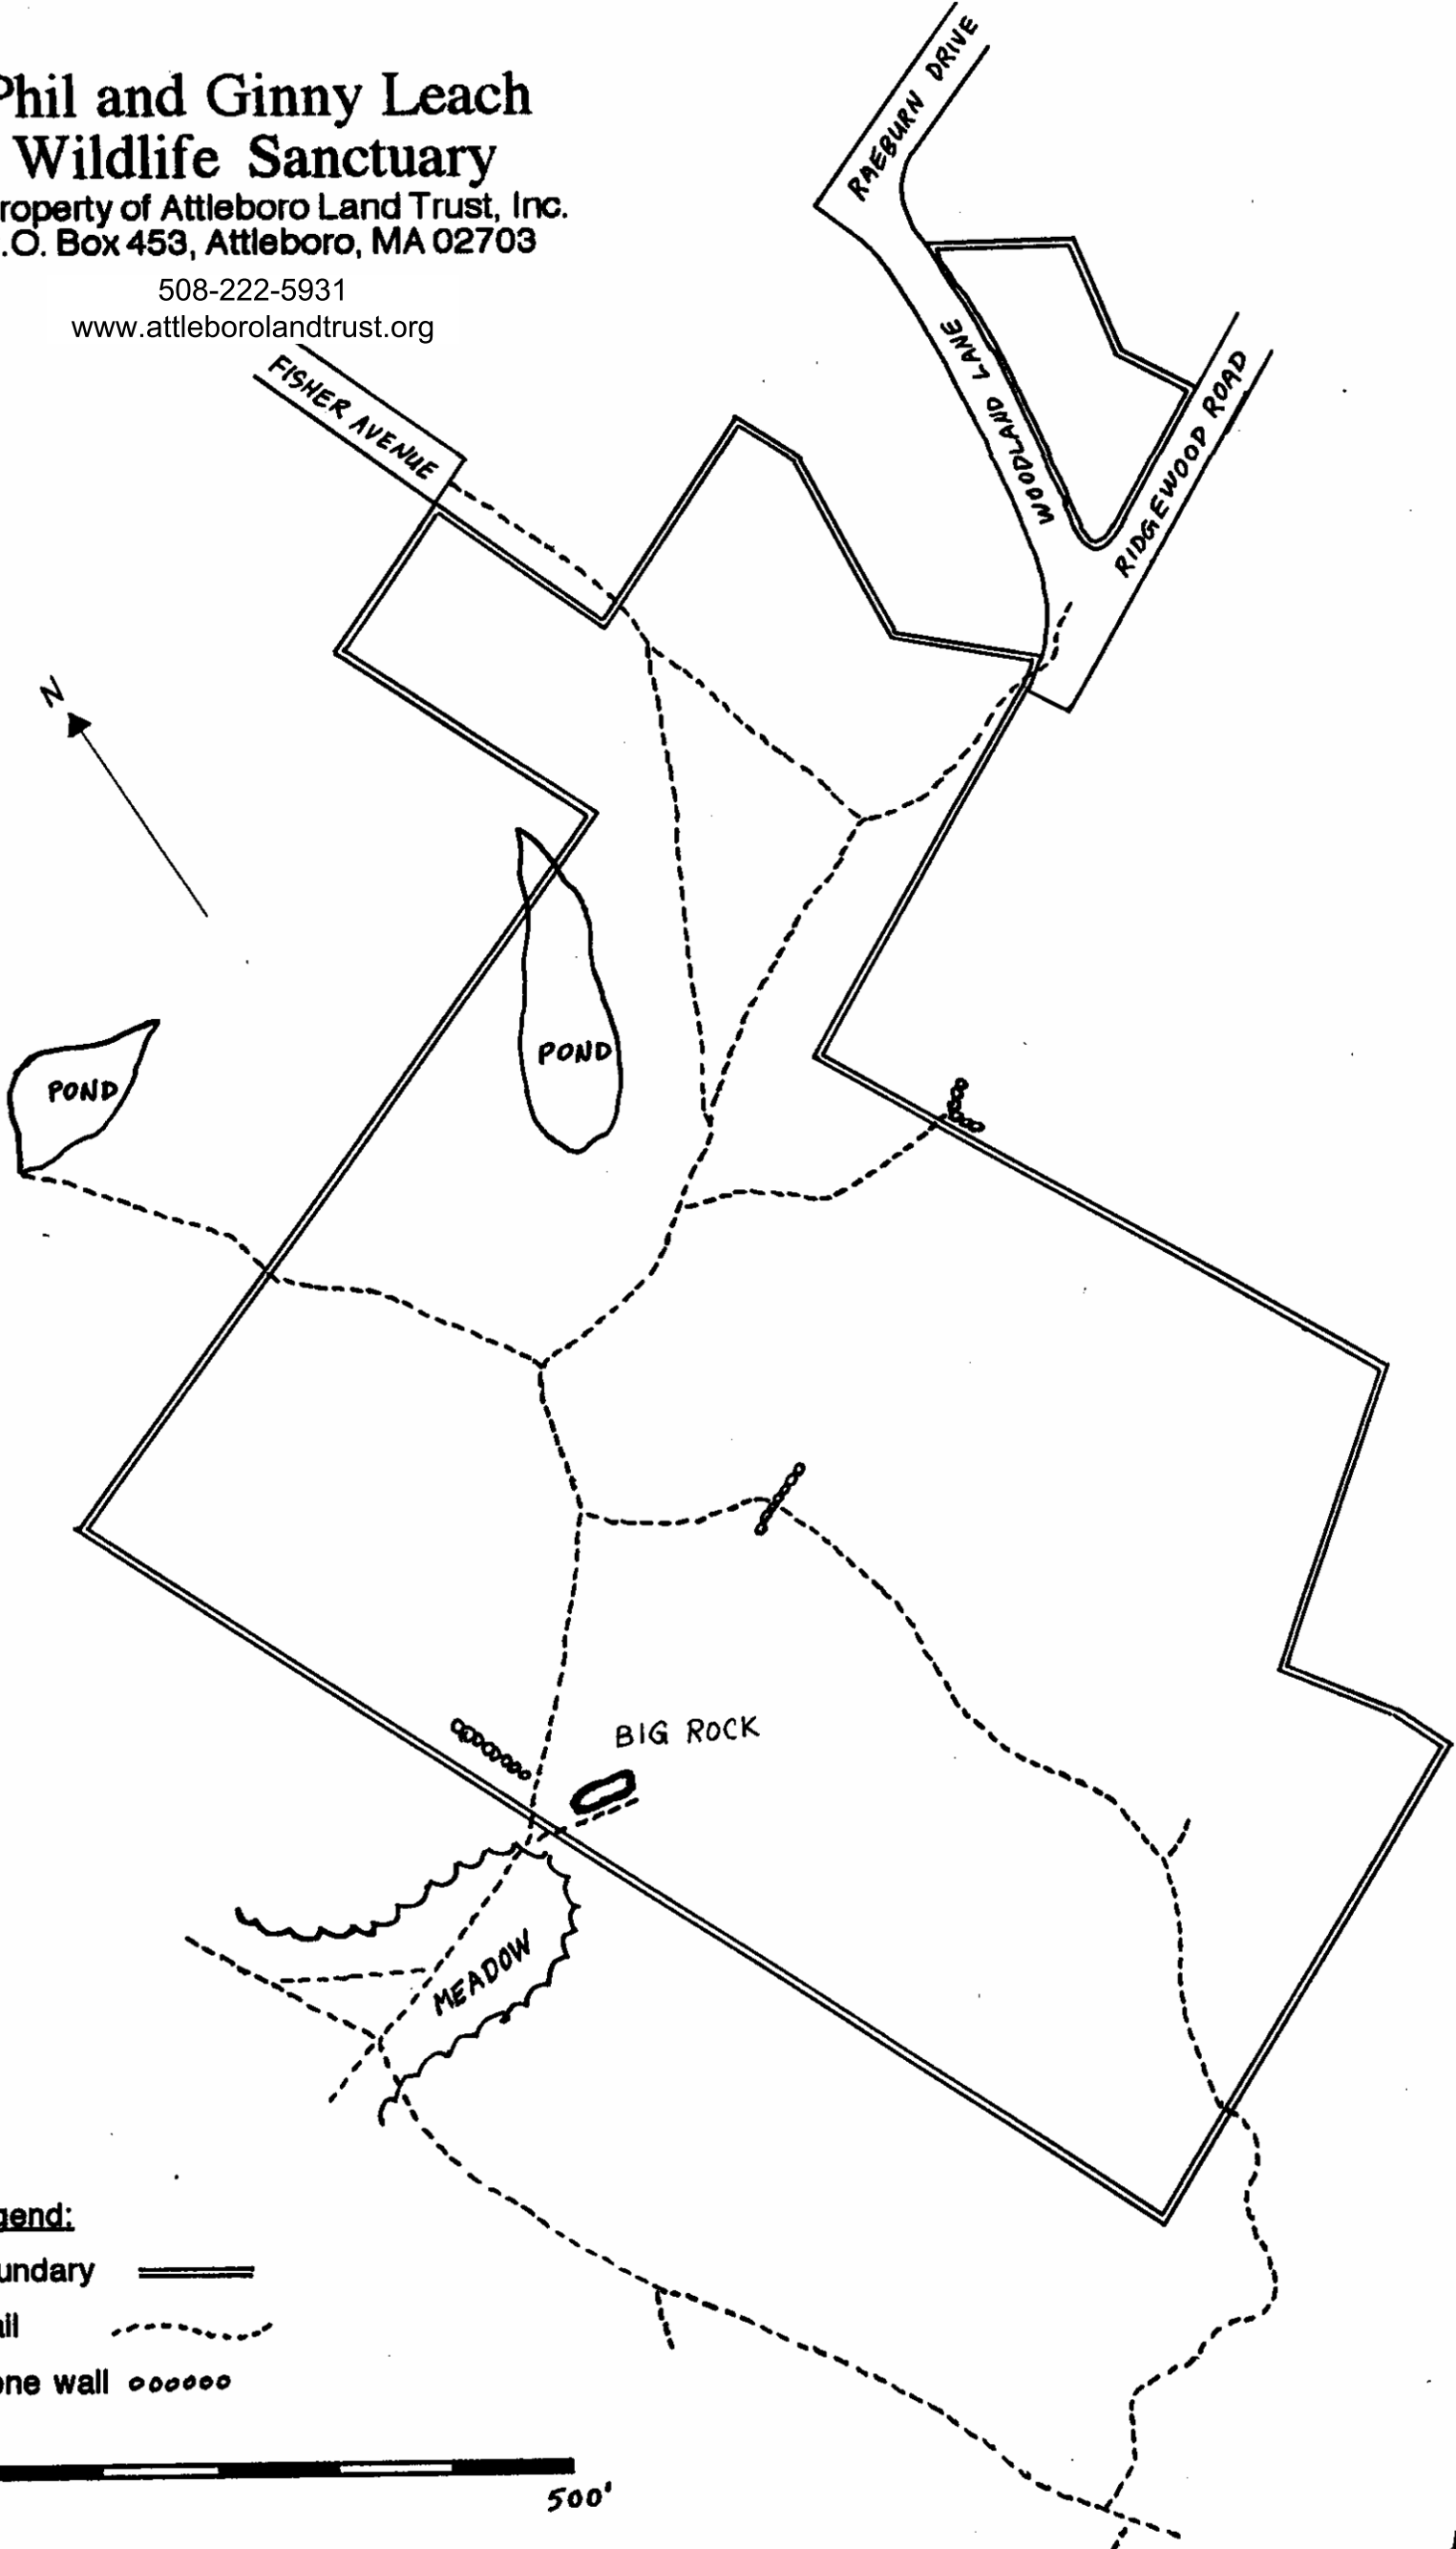 Phil and Ginny Leach
Wildlife Sanctuary
roperty of Attleboro Land Trust, Inc.
.O. Box 453, Attleboro, MA 02703
508-222-5931
www.attleborolandtrust.org
RAEBURN DRIVE
WOODLAND LANE
RIDGEWOOD ROAD
FISHER AVENUE
N
POND
POND
BIG ROCK
MEADOW
gend:
undary
ail
one wall
500'